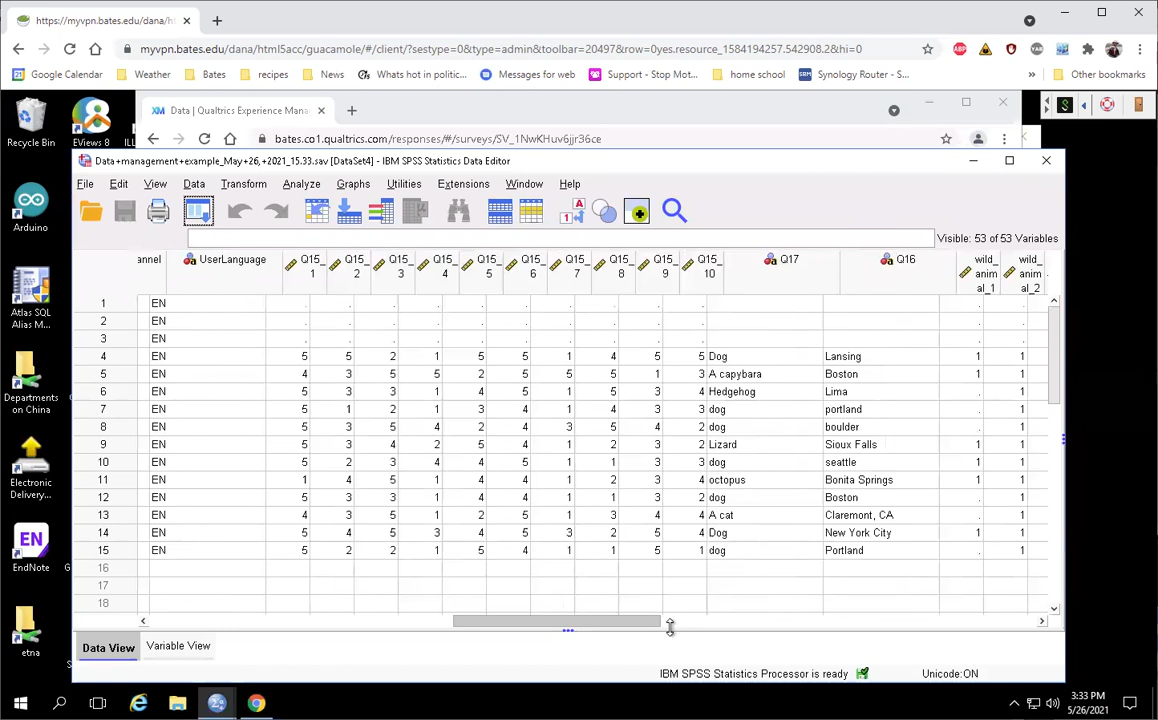 https://myvpn.bates.edu/dana/h
myvpn.bates.edu/dana/html5acc/guacamole/#/client/?sestype=0&type=admin&toolbar=20497&row=0yes.resource_1584194257.542908.2&hi=0
ABP YAB
Google Calendar Weather Bates recipes News Whats hot in politic... Messages for web Support - Stop Mot... home school SRM Synology Router - S... » Other bookmarks
XM Data | Qualtrics Experience Mana
bates.co1.qualtrics.com/responses/#/surveys/SV_1NwKHuv6jjr36ce
Recycle Bin
EViews 8
Arduino
Atlas SQL
Alias M...
Departments
on China
Electronic
Delivery...
EN
EndNote
etna
Data+management+example_May+26,+2021_15.33.sav [DataSet4] - IBM SPSS Statistics Data Editor
File Edit View Data Transform Analyze Graphs Utilities Extensions Window Help
Visible: 53 of 53 Variables
annel UserLanguage Q15_1 Q15_2 Q15_3 Q15_4 Q15_5 Q15_6 Q15_7 Q15_8 Q15_9 Q15_10 Q17 Q16 wild_animal_1 wild_animal_2
1 EN . . . . . . . . . . . .
2 EN . . . . . . . . . . . .
3 EN . . . . . . . . . . . .
4 EN 5 5 2 1 5 5 1 4 5 5 Dog Lansing 1 1
5 EN 4 3 5 5 2 5 5 5 1 3 A capybara Boston 1 1
6 EN 5 3 3 1 4 5 1 5 3 4 Hedgehog Lima . 1
7 EN 5 1 2 1 3 4 1 4 3 3 dog portland . 1
8 EN 5 3 5 4 2 4 3 5 4 2 dog boulder . 1
9 EN 5 3 4 2 5 4 1 2 3 2 Lizard Sioux Falls 1 1
10 EN 5 2 3 4 4 5 1 1 3 3 dog seattle 1 1
11 EN 1 4 5 1 4 4 1 2 3 4 octopus Bonita Springs 1 1
12 EN 5 3 3 1 4 4 1 1 3 2 dog Boston . 1
13 EN 4 3 5 1 2 5 1 3 4 4 A cat Claremont, CA . 1
14 EN 5 4 5 3 4 5 3 2 5 4 Dog New York City 1 1
15 EN 5 2 2 1 5 4 1 1 5 1 dog Portland . 1
16
17
18
Data View Variable View
IBM SPSS Statistics Processor is ready Unicode:ON
3:33 PM
5/26/2021